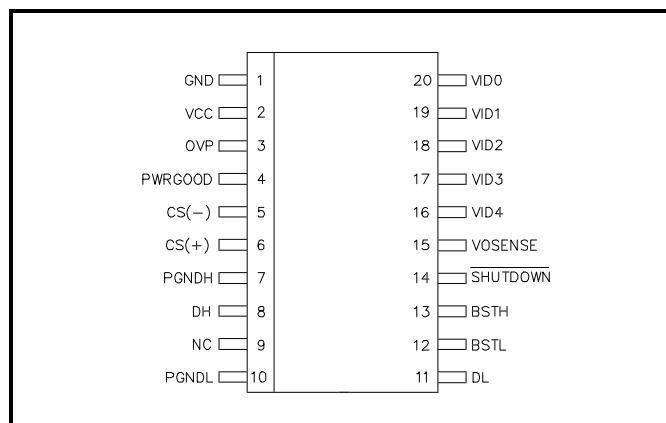 GND 1 20 VID0
VCC 2 19 VID1
OVP 3 18 VID2
PWRGOOD 4 17 VID3
CS(-) 5 16 VID4
CS(+) 6 15 VOSENSE
PGNDH 7 14 SHUTDOWN
DH 8 13 BSTH
NC 9 12 BSTL
PGNDL 10 11 DL